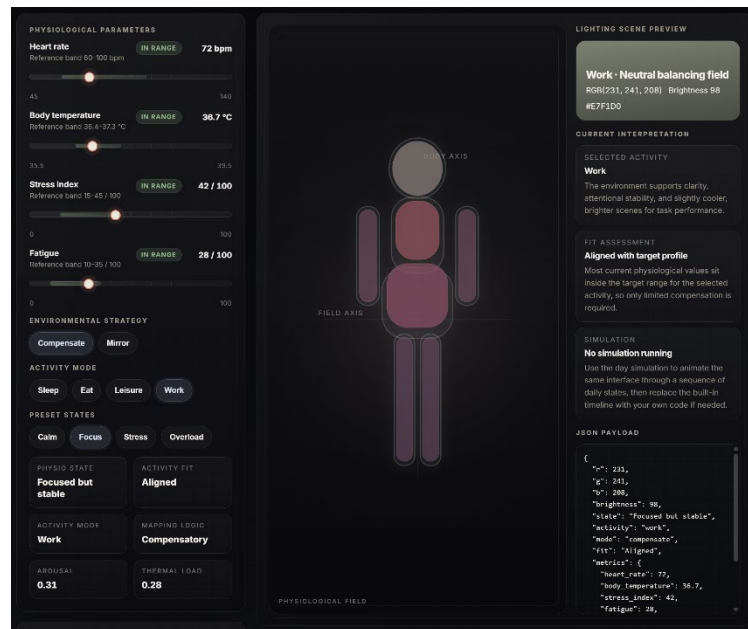 PHYSIOLOGICAL PARAMETERS
Heart rate IN RANGE 72 bpm
Reference band 60-100 bpm
45 140
Body temperature IN RANGE 36.7 °C
Reference band 36.4-37.3 °C
35.5 39.5
Stress index IN RANGE 42 / 100
Reference band 15-45 / 100
0 100
Fatigue IN RANGE 28 / 100
Reference band 10-35 / 100
0 100
ENVIRONMENTAL STRATEGY
Compensate Mirror
ACTIVITY MODE
Sleep Eat Leisure Work
PRESET STATES
Calm Focus Stress Overload
PHYSIO STATE
Focused but
stable
ACTIVITY FIT
Aligned
ACTIVITY MODE
Work
MAPPING LOGIC
Compensatory
AROUSAL
0.31
THERMAL LOAD
0.28
BODY AXIS
FIELD AXIS
PHYSIOLOGICAL FIELD
LIGHTING SCENE PREVIEW
Work · Neutral balancing field
RGB(231, 241, 208) Brightness 98
#E7F1D0
CURRENT INTERPRETATION
SELECTED ACTIVITY
Work
The environment supports clarity,
attentional stability, and slightly cooler,
brighter scenes for task performance.
FIT ASSESSMENT
Aligned with target profile
Most current physiological values sit
inside the target range for the selected
activity, so only limited compensation is
required.
SIMULATION
No simulation running
Use the day simulation to animate the
same interface through a sequence of
daily states, then replace the built-in
timeline with your own code if needed.
JSON PAYLOAD
{
"r": 231,
"g": 241,
"b": 208,
"brightness": 98,
"state": "Focused but stable",
"activity": "work",
"mode": "compensate",
"fit": "Aligned",
"metrics": {
"heart_rate": 72,
"body_temperature": 36.7,
"stress_index": 42,
"fatigue": 28,